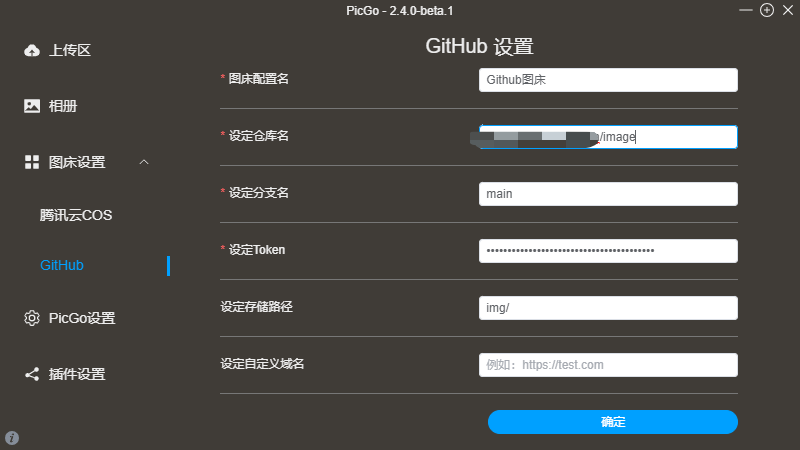 PicGo - 2.4.0-beta.1
上传区
相册
图床设置
腾讯云COS
GitHub
PicGo设置
插件设置
GitHub 设置
* 图床配置名
Github图床
* 设定仓库名
/image
* 设定分支名
main
* 设定Token
••••••••••••••••••••••••••••••••••••••••
设定存储路径
img/
设定自定义域名
例如：https://test.com
确定